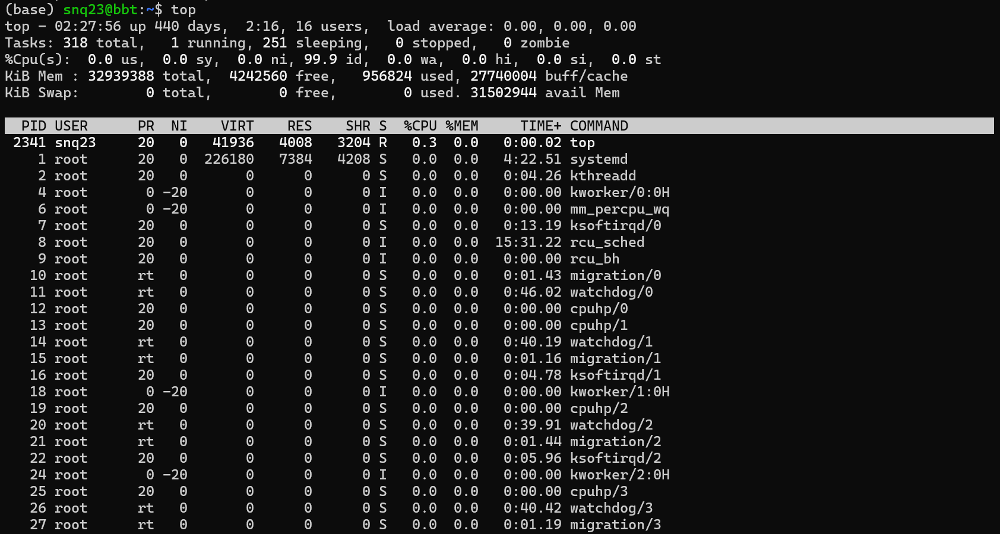 (base) snq23@bbt:~$ top
top - 02:27:56 up 440 days,  2:16, 16 users,  load average: 0.00, 0.00, 0.00
Tasks: 318 total,   1 running, 251 sleeping,   0 stopped,   0 zombie
%Cpu(s):  0.0 us,  0.0 sy,  0.0 ni, 99.9 id,  0.0 wa,  0.0 hi,  0.0 si,  0.0 st
KiB Mem : 32939388 total,  4242560 free,   956824 used, 27740004 buff/cache
KiB Swap:        0 total,        0 free,        0 used. 31502944 avail Mem
  PID USER      PR  NI    VIRT    RES    SHR S  %CPU %MEM     TIME+ COMMAND
 2341 snq23     20   0   41936   4008   3204 R   0.3  0.0   0:00.02 top
    1 root      20   0  226180   7384   4208 S   0.0  0.0   4:22.51 systemd
    2 root      20   0       0      0      0 S   0.0  0.0   0:04.26 kthreadd
    4 root       0 -20       0      0      0 I   0.0  0.0   0:00.00 kworker/0:0H
    6 root       0 -20       0      0      0 I   0.0  0.0   0:00.00 mm_percpu_wq
    7 root      20   0       0      0      0 S   0.0  0.0   0:13.19 ksoftirqd/0
    8 root      20   0       0      0      0 I   0.0  0.0  15:31.22 rcu_sched
    9 root      20   0       0      0      0 I   0.0  0.0   0:00.00 rcu_bh
   10 root      rt   0       0      0      0 S   0.0  0.0   0:01.43 migration/0
   11 root      rt   0       0      0      0 S   0.0  0.0   0:46.02 watchdog/0
   12 root      20   0       0      0      0 S   0.0  0.0   0:00.00 cpuhp/0
   13 root      20   0       0      0      0 S   0.0  0.0   0:00.00 cpuhp/1
   14 root      rt   0       0      0      0 S   0.0  0.0   0:40.19 watchdog/1
   15 root      rt   0       0      0      0 S   0.0  0.0   0:01.16 migration/1
   16 root      20   0       0      0      0 S   0.0  0.0   0:04.78 ksoftirqd/1
   18 root       0 -20       0      0      0 I   0.0  0.0   0:00.00 kworker/1:0H
   19 root      20   0       0      0      0 S   0.0  0.0   0:00.00 cpuhp/2
   20 root      rt   0       0      0      0 S   0.0  0.0   0:39.91 watchdog/2
   21 root      rt   0       0      0      0 S   0.0  0.0   0:01.44 migration/2
   22 root      20   0       0      0      0 S   0.0  0.0   0:05.96 ksoftirqd/2
   24 root       0 -20       0      0      0 I   0.0  0.0   0:00.00 kworker/2:0H
   25 root      20   0       0      0      0 S   0.0  0.0   0:00.00 cpuhp/3
   26 root      rt   0       0      0      0 S   0.0  0.0   0:40.42 watchdog/3
   27 root      rt   0       0      0      0 S   0.0  0.0   0:01.19 migration/3